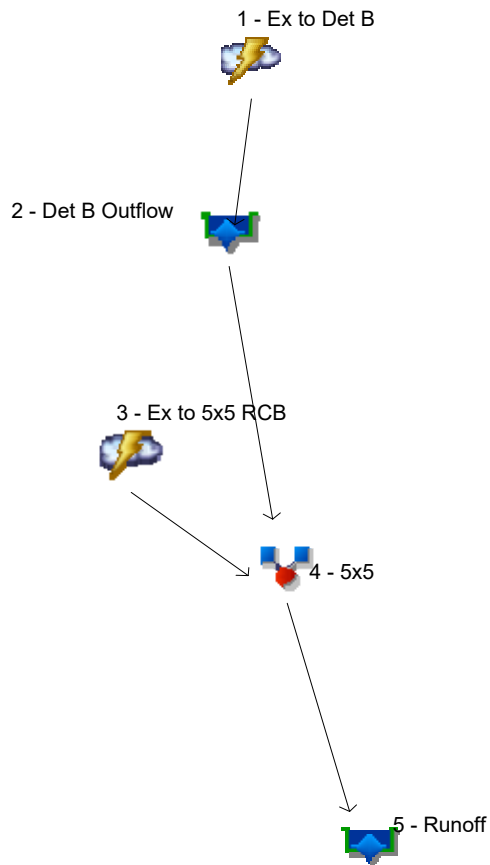 1 - Ex to Det B
2 - Det B Outflow
3 - Ex to 5x5 RCB
4 - 5x5
5 - Runoff